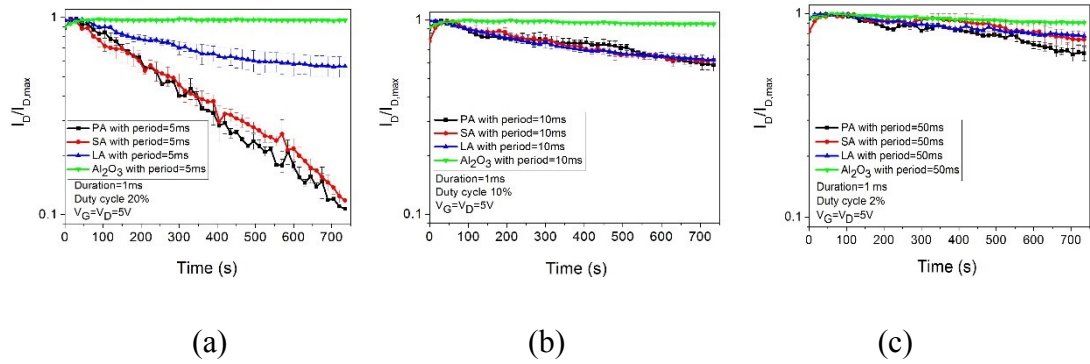 1
I_D/I_D,max
0.1
PA with period=5ms
SA with period=5ms
LA with period=5ms
Al₂O₃ with period=5ms
Duration=1ms
Duty cycle 20%
V_G=V_D=5V
0 100 200 300 400 500 600 700
Time (s)
(a)
1
I_D/I_D,max
0.1
PA with period=10ms
SA with period=10ms
LA with period=10ms
Al₂O₃ with period=10ms
Duration=1ms
Duty cycle 10%
V_G=V_D=5V
0 100 200 300 400 500 600 700
Time (s)
(b)
1
I_D/I_D,max
0.1
PA with period=50ms
SA with period=50ms
LA with period=50ms
Al₂O₃ with period=50ms
Duration=1 ms
Duty cycle 2%
V_G=V_D=5V
0 100 200 300 400 500 600 700
Time (s)
(c)